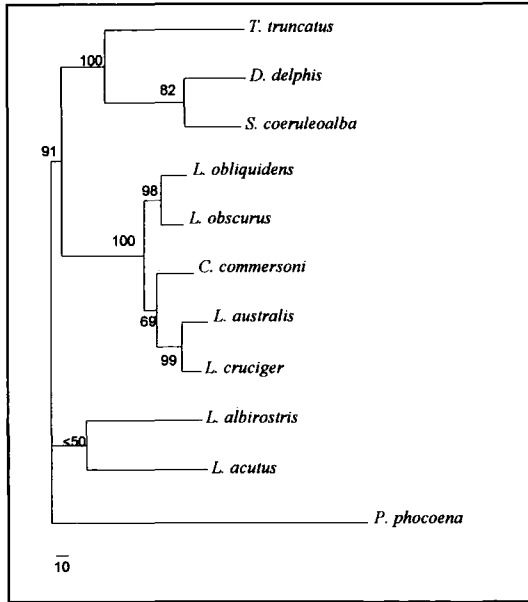 T. truncatus
100
D. delphis
82
S. coeruleoalba
91
L. obliquidens
98
L. obscurus
100
C. commersoni
L. australis
69
99
L. cruciger
L. albirostris
<50
L. acutus
P. phocoena
10